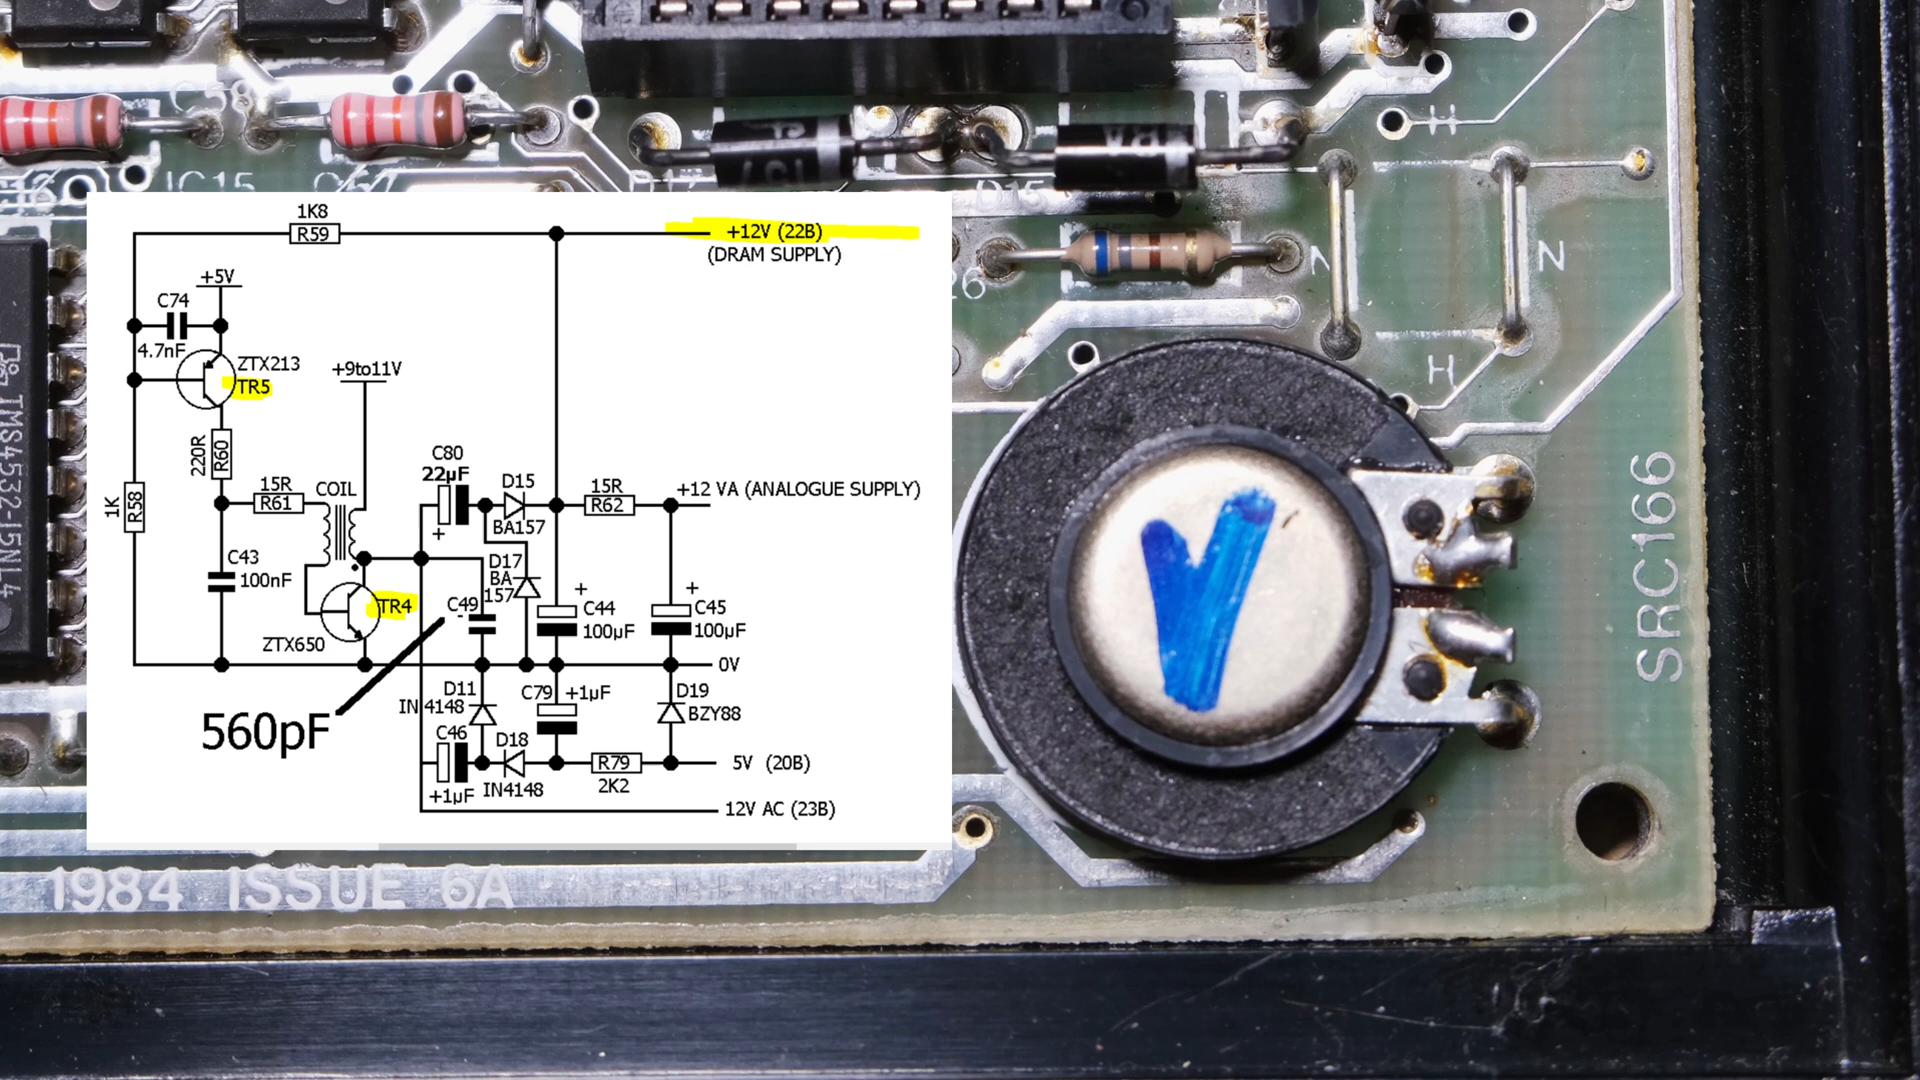 IC15
D17
D15
H
N
N
H
26
SRC166
TMS4532-15NL4
1984 ISSUE 6A
1K8
R59
+12V (22B)
(DRAM SUPPLY)
+5V
C74
4.7nF
ZTX213
TR5
+9to11V
220R
R60
15R
R61
COIL
1K
R58
C43
100nF
TR4
ZTX650
C80
22µF
+
D15
BA157
15R
R62
+12 VA (ANALOGUE SUPPLY)
D17
BA
157
C49
+
C44
100µF
+
C45
100µF
0V
560pF
D11
IN4148
C79
+1µF
D19
BZY88
C46
+1µF
D18
IN4148
R79
2K2
5V (20B)
12V AC (23B)